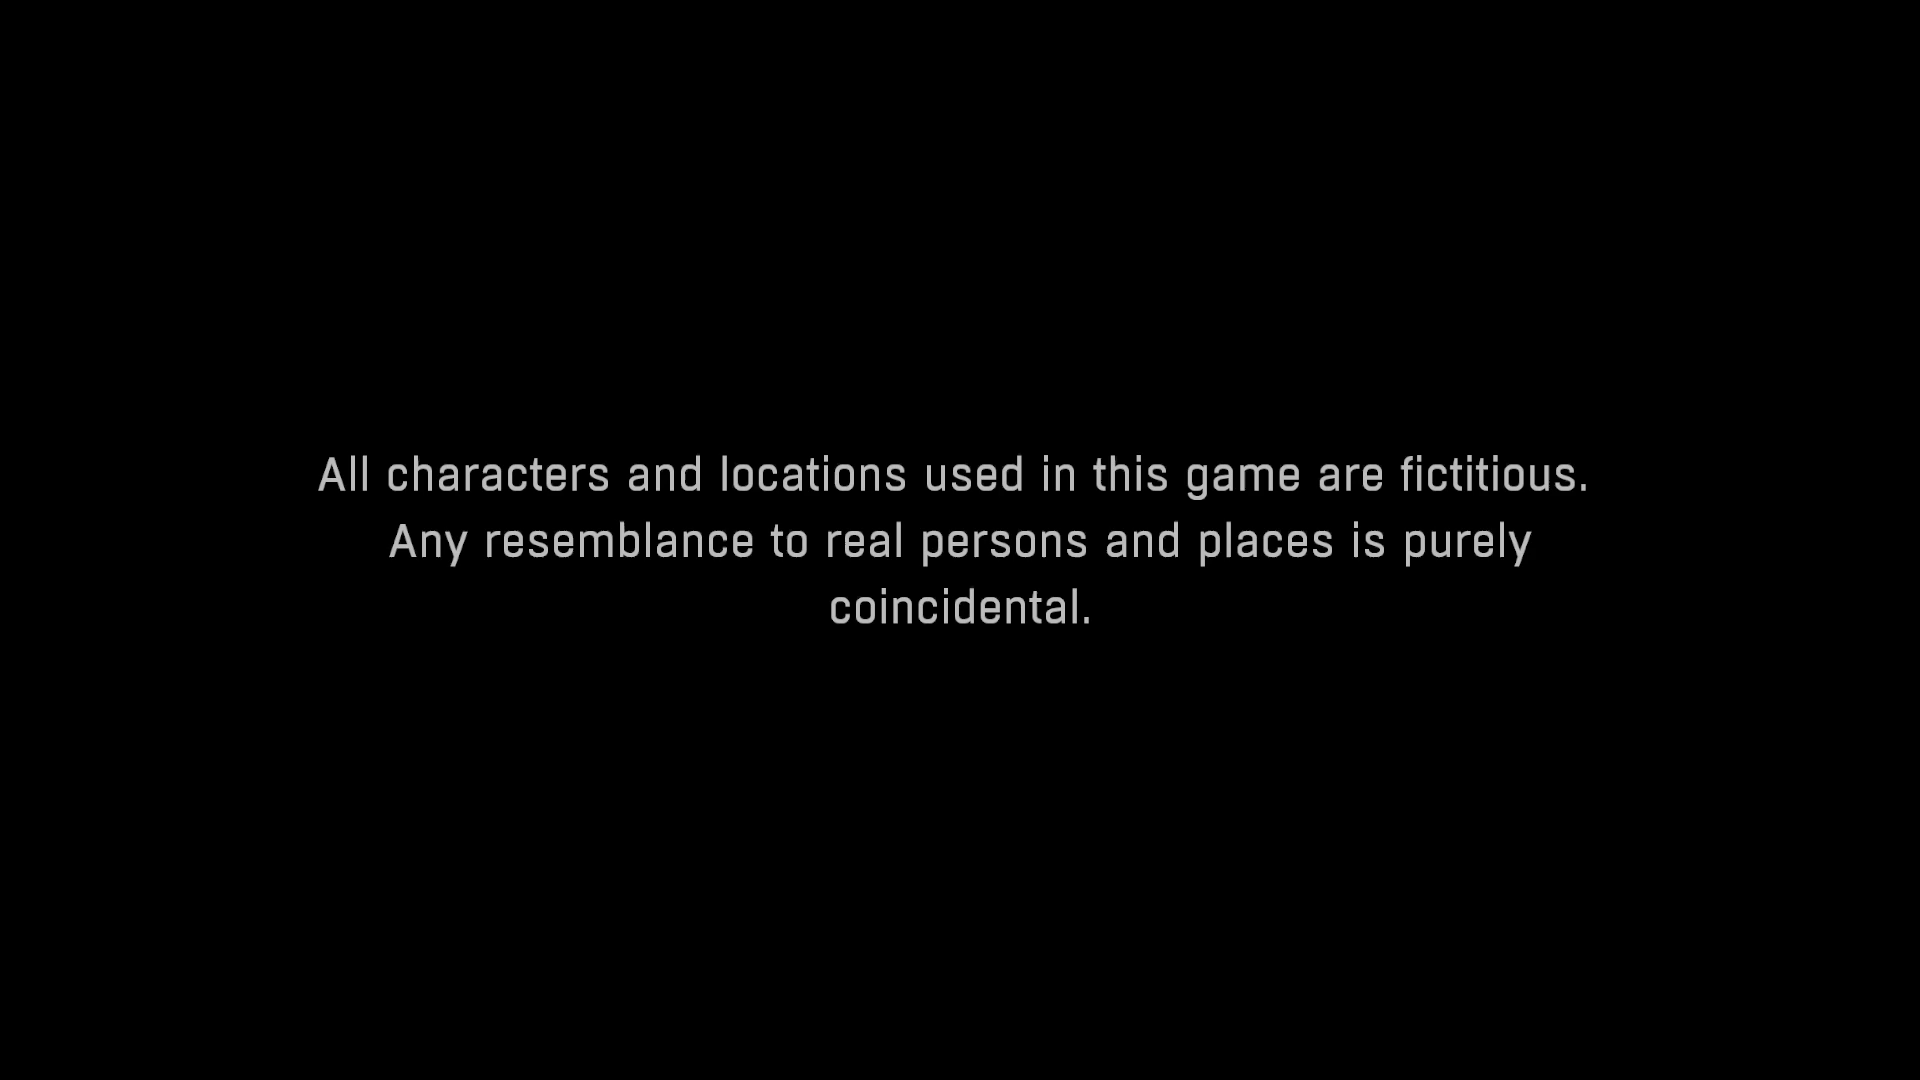 All characters and locations used in this game are fictitious.
Any resemblance to real persons and places is purely
coincidental.